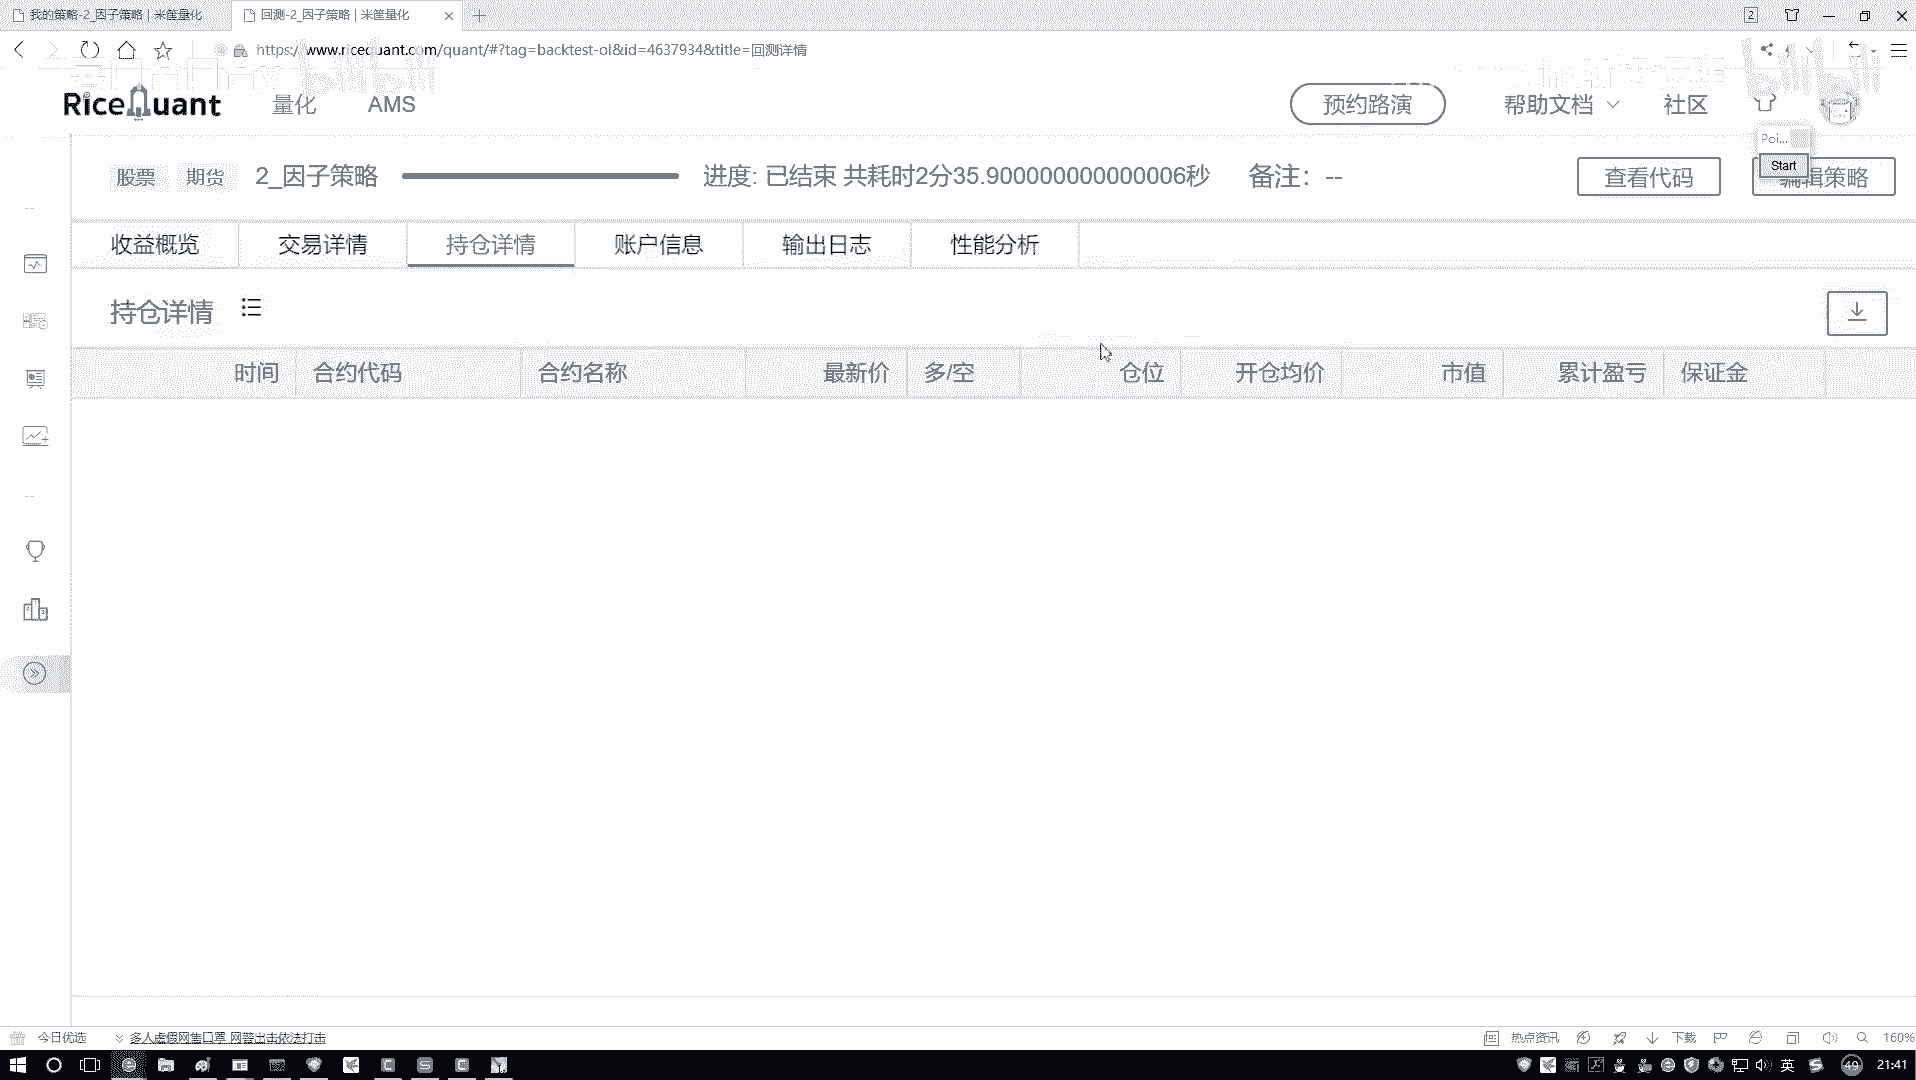 我的策略-2_因子策略 | 米筐量化
回测-2_因子策略 | 米筐量化
2
https://www.ricequant.com/quant/#?tag=backtest-ol&id=4637934&title=回测详情
RiceQuant
量化
AMS
预约路演
帮助文档
社区
Poi...
Start
股票
期货
2_因子策略
进度: 已结束 共耗时2分35.900000000000006秒
备注: --
查看代码
编辑策略
收益概览
交易详情
持仓详情
账户信息
输出日志
性能分析
持仓详情
时间
合约代码
合约名称
最新价
多/空
仓位
开仓均价
市值
累计盈亏
保证金
今日优选
多人虚假网售口罩 网警出击依法打击
热点资讯
下载
160%
英
49
21:41